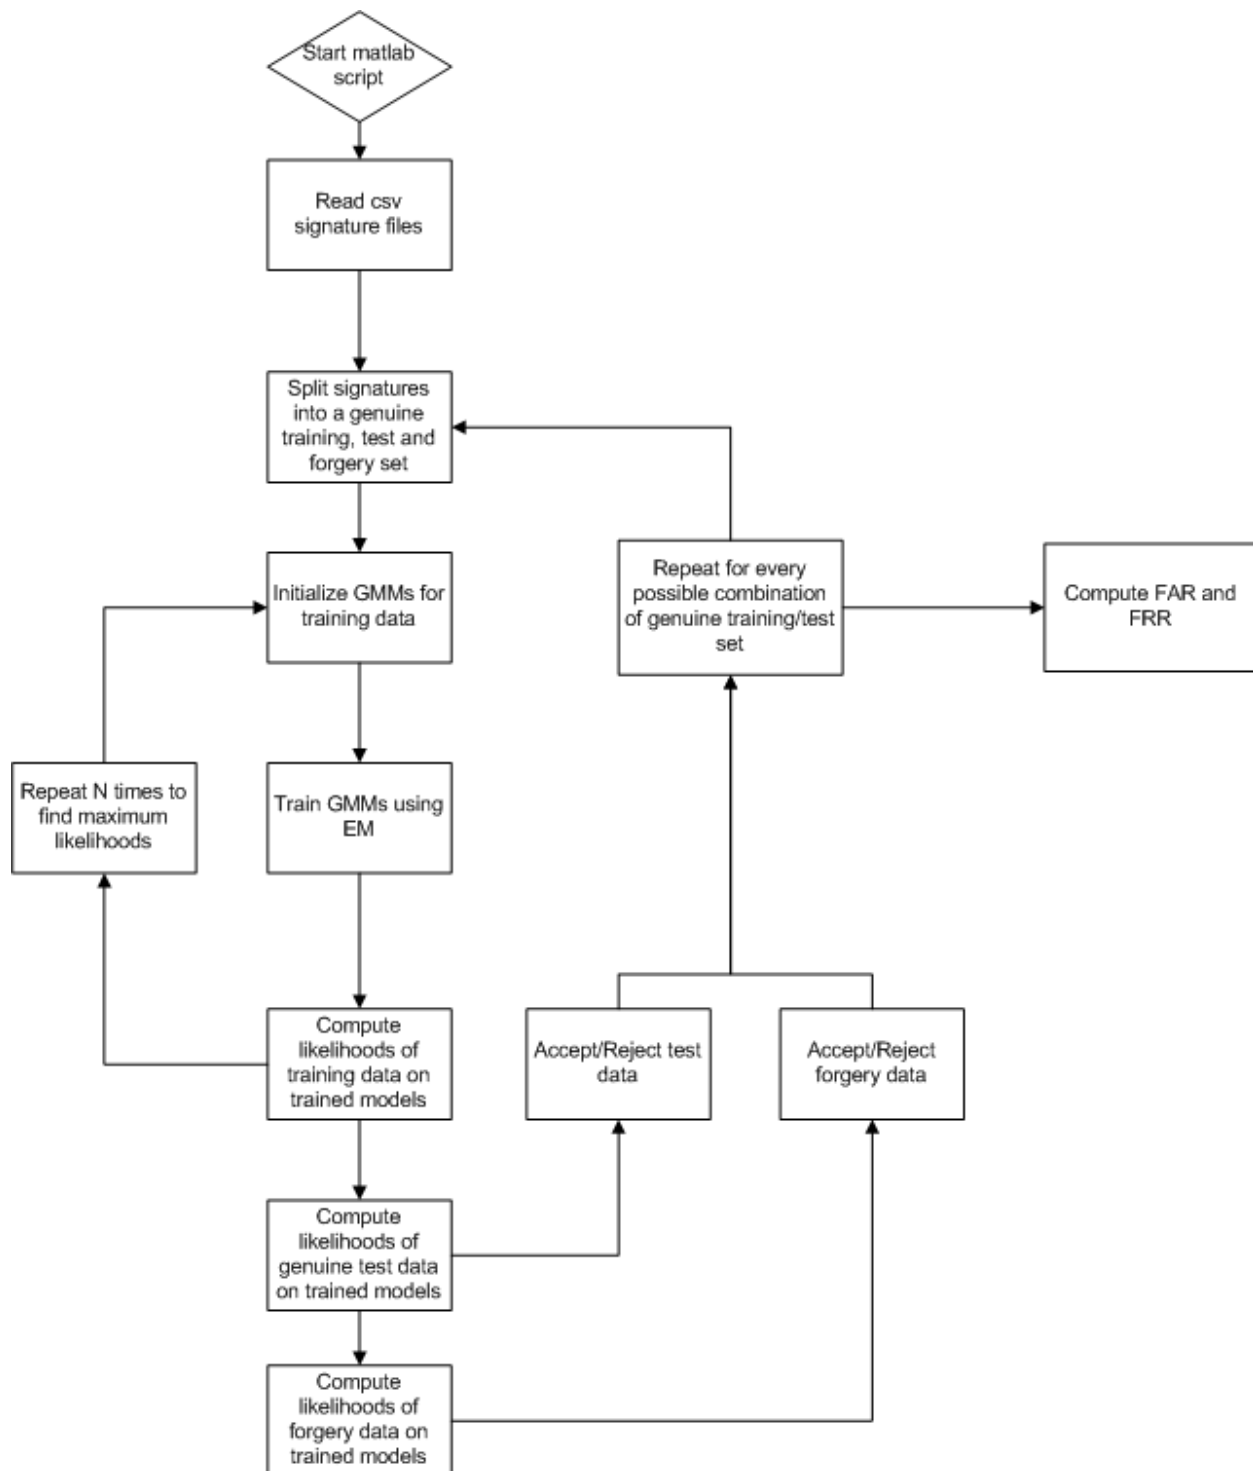 Start matlab
script
Read csv
signature files
Split signatures
into a genuine
training, test and
forgery set
Initialize GMMs for
training data
Repeat for every
possible combination
of genuine training/test
set
Compute FAR and
FRR
Repeat N times to
find maximum
likelihoods
Train GMMs using
EM
Compute
likelihoods of
training data on
trained models
Accept/Reject test
data
Accept/Reject
forgery data
Compute
likelihoods of
genuine test data
on trained models
Compute
likelihoods of
forgery data on
trained models